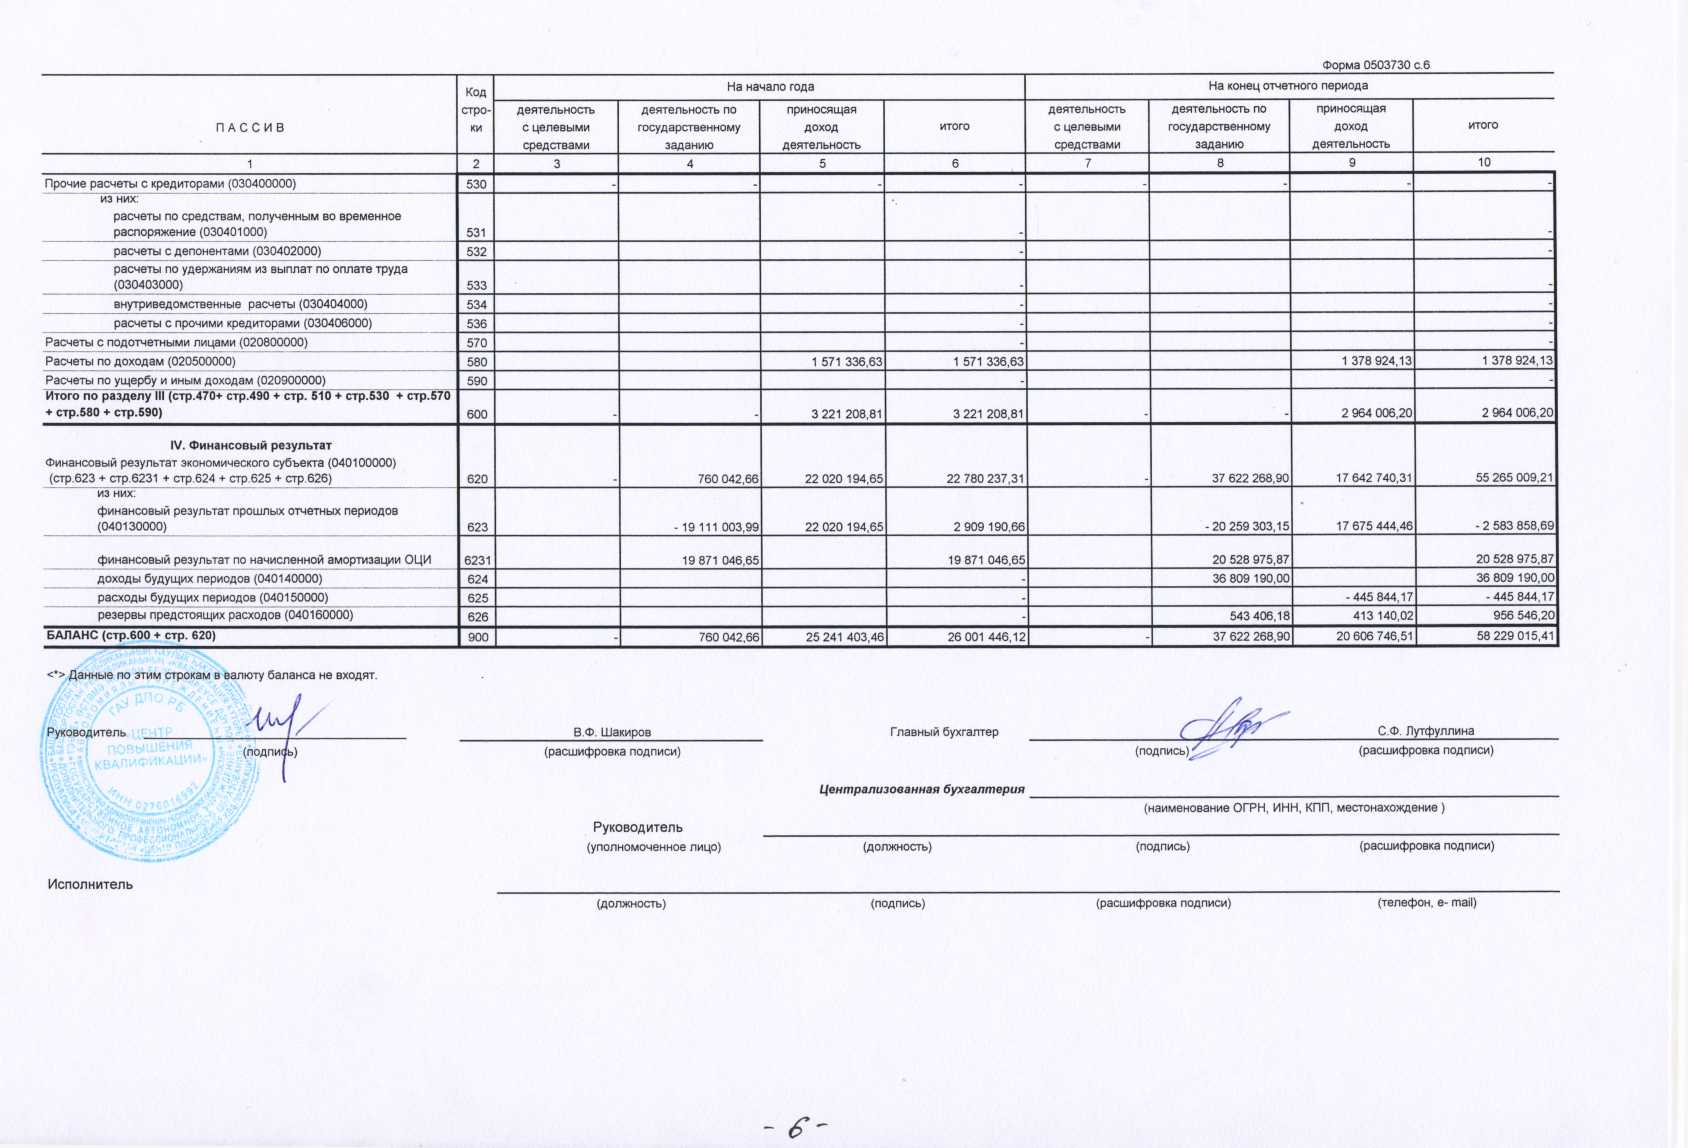 Форма 0503730 с.6
П А С С И В
Код стро- ки
На начало года
На конец отчетного периода
деятельность с целевыми средствами
деятельность по государственному заданию
приносящая доход деятельность
итого
деятельность с целевыми средствами
деятельность по государственному заданию
приносящая доход деятельность
итого
1 2 3 4 5 6 7 8 9 10
Прочие расчеты с кредиторами (030400000) 530 - - - - - - - -
из них:
расчеты по средствам, полученным во временное
распоряжение (030401000) 531 - -
расчеты с депонентами (030402000) 532 - -
расчеты по удержаниям из выплат по оплате труда
(030403000) 533 - -
внутриведомственные расчеты (030404000) 534 - -
расчеты с прочими кредиторами (030406000) 536 - -
Расчеты с подотчетными лицами (020800000) 570 - -
Расчеты по доходам (020500000) 580 1 571 336,63 1 571 336,63 1 378 924,13 1 378 924,13
Расчеты по ущербу и иным доходам (020900000) 590 - -
Итого по разделу III (стр.470+ стр.490 + стр. 510 + стр.530 + стр.570
+ стр.580 + стр.590) 600 - - 3 221 208,81 3 221 208,81 - - 2 964 006,20 2 964 006,20
IV. Финансовый результат
Финансовый результат экономического субъекта (040100000)
(стр.623 + стр.6231 + стр.624 + стр.625 + стр.626) 620 - 760 042,66 22 020 194,65 22 780 237,31 - 37 622 268,90 17 642 740,31 55 265 009,21
из них:
финансовый результат прошлых отчетных периодов
(040130000) 623 - 19 111 003,99 22 020 194,65 2 909 190,66 - 20 259 303,15 17 675 444,46 - 2 583 858,69
финансовый результат по начисленной амортизации ОЦИ 6231 19 871 046,65 19 871 046,65 20 528 975,87 20 528 975,87
доходы будущих периодов (040140000) 624 - 36 809 190,00 36 809 190,00
расходы будущих периодов (040150000) 625 - - 445 844,17 - 445 844,17
резервы предстоящих расходов (040160000) 626 - 543 406,18 413 140,02 956 546,20
БАЛАНС (стр.600 + стр. 620) 900 - 760 042,66 25 241 403,46 26 001 446,12 - 37 622 268,90 20 606 746,51 58 229 015,41
<*> Данные по этим строкам в валюту баланса не входят.
ГАУ ДПО РБ
«ЦЕНТР
ПОВЫШЕНИЯ
КВАЛИФИКАЦИИ»
Руководитель В.Ф. Шакиров Главный бухгалтер С.Ф. Лутфуллина
(подпись) (расшифровка подписи) (подпись) (расшифровка подписи)
Централизованная бухгалтерия
(наименование ОГРН, ИНН, КПП, местонахождение )
Руководитель
(уполномоченное лицо) (должность) (подпись) (расшифровка подписи)
Исполнитель
(должность) (подпись) (расшифровка подписи) (телефон, e- mail)
- 6 -